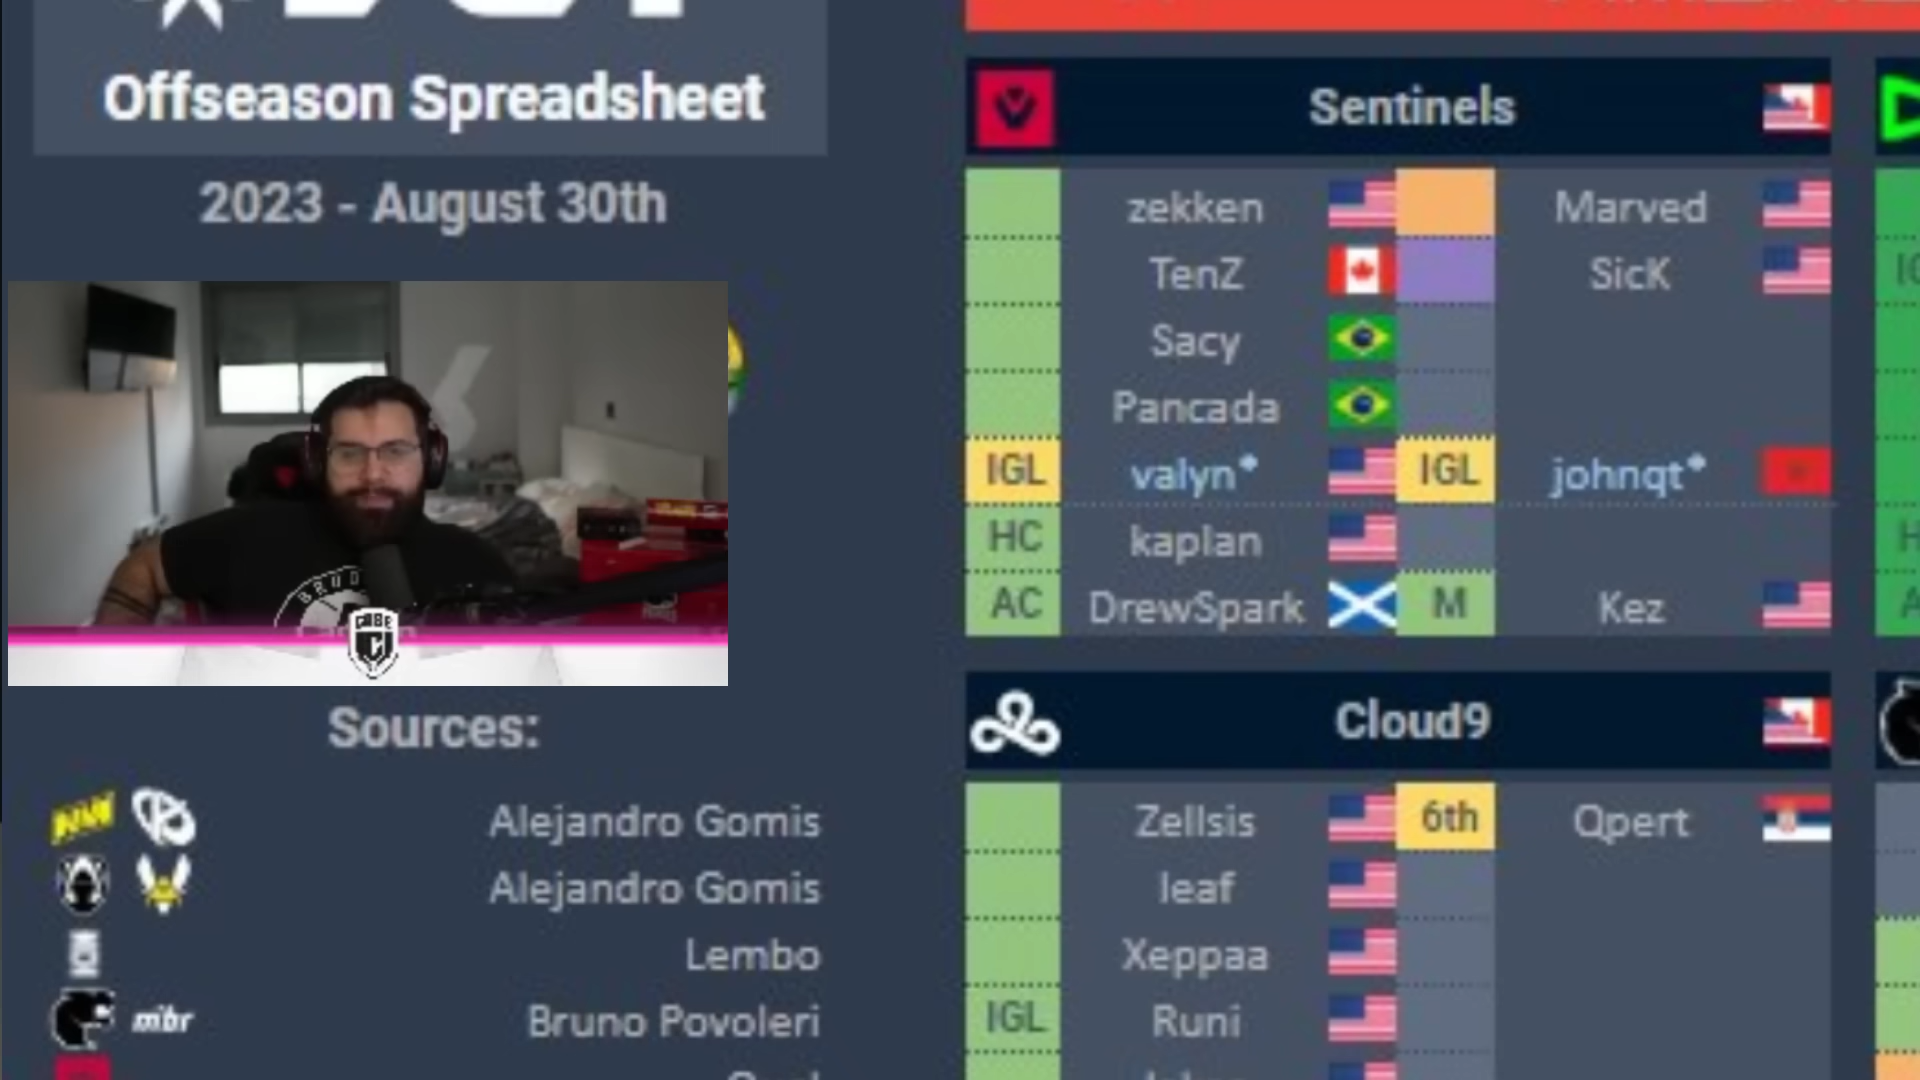 Offseason Spreadsheet
2023 - August 30th
Sources:
Alejandro Gomis
Alejandro Gomis
Lembo
mibr Bruno Povoleri
Sentinels
zekken Marved
TenZ SicK
Sacy
Pancada
IGL valyn* IGL johnqt*
HC kaplan
AC DrewSpark M Kez
Cloud9
Zellsis 6th Qpert
leaf
Xeppaa
IGL Runi